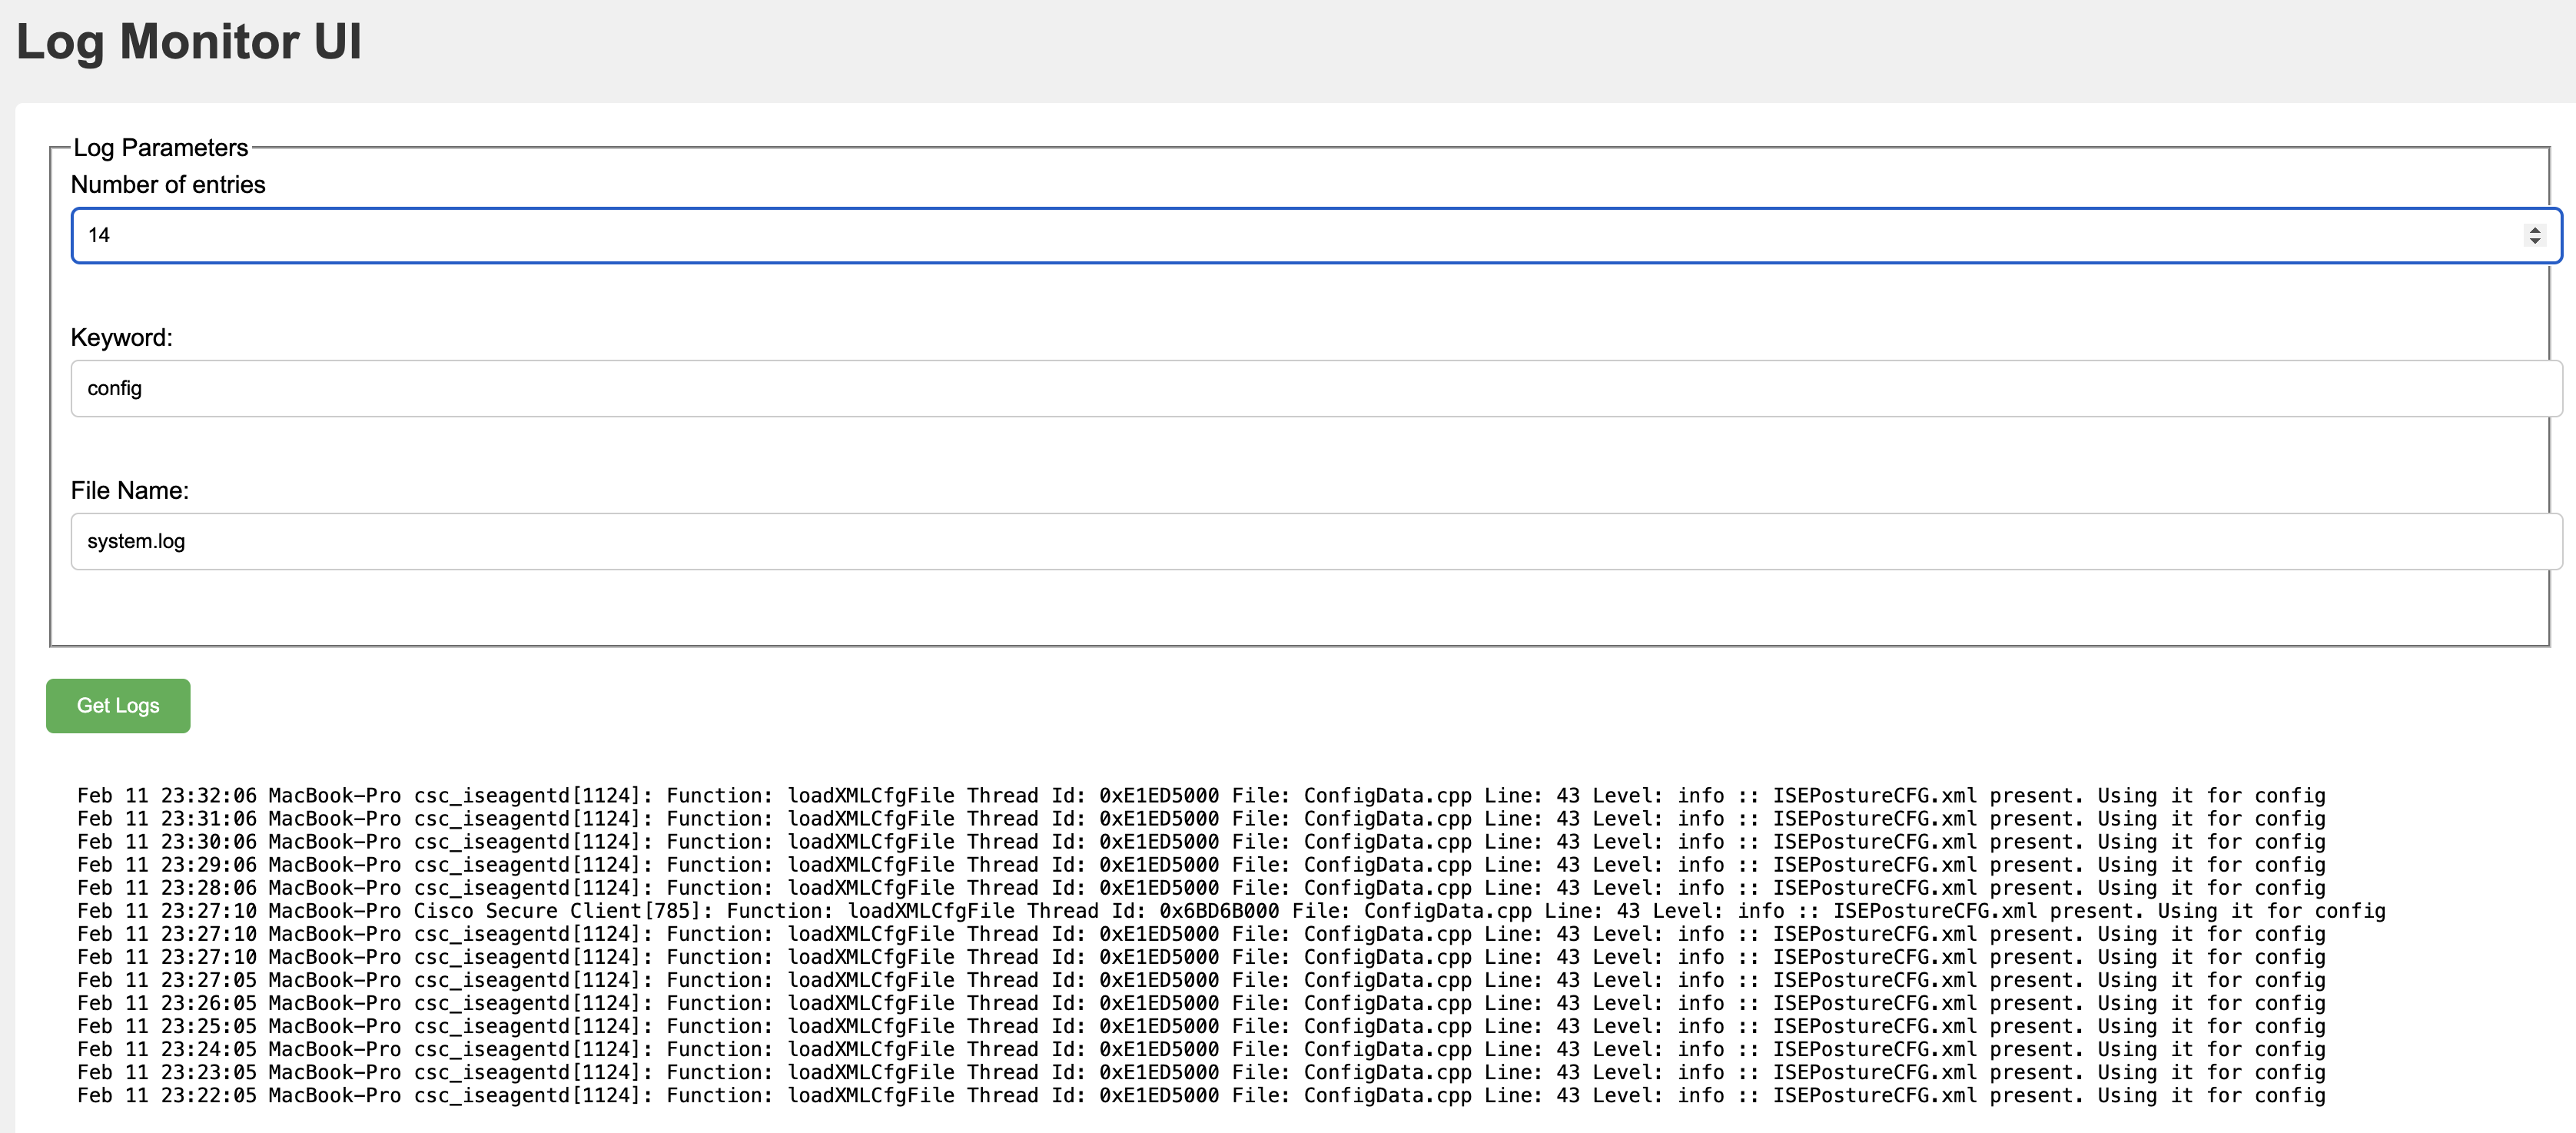 Log Monitor UI
Log Parameters
Number of entries
14
Keyword:
config
File Name:
system.log
Get Logs
Feb 11 23:32:06 MacBook-Pro csc_iseagentd[1124]: Function: loadXMLCfgFile Thread Id: 0xE1ED5000 File: ConfigData.cpp Line: 43 Level: info :: ISEPostureCFG.xml present. Using it for config
Feb 11 23:31:06 MacBook-Pro csc_iseagentd[1124]: Function: loadXMLCfgFile Thread Id: 0xE1ED5000 File: ConfigData.cpp Line: 43 Level: info :: ISEPostureCFG.xml present. Using it for config
Feb 11 23:30:06 MacBook-Pro csc_iseagentd[1124]: Function: loadXMLCfgFile Thread Id: 0xE1ED5000 File: ConfigData.cpp Line: 43 Level: info :: ISEPostureCFG.xml present. Using it for config
Feb 11 23:29:06 MacBook-Pro csc_iseagentd[1124]: Function: loadXMLCfgFile Thread Id: 0xE1ED5000 File: ConfigData.cpp Line: 43 Level: info :: ISEPostureCFG.xml present. Using it for config
Feb 11 23:28:06 MacBook-Pro csc_iseagentd[1124]: Function: loadXMLCfgFile Thread Id: 0xE1ED5000 File: ConfigData.cpp Line: 43 Level: info :: ISEPostureCFG.xml present. Using it for config
Feb 11 23:27:10 MacBook-Pro Cisco Secure Client[785]: Function: loadXMLCfgFile Thread Id: 0x6BD6B000 File: ConfigData.cpp Line: 43 Level: info :: ISEPostureCFG.xml present. Using it for config
Feb 11 23:27:10 MacBook-Pro csc_iseagentd[1124]: Function: loadXMLCfgFile Thread Id: 0xE1ED5000 File: ConfigData.cpp Line: 43 Level: info :: ISEPostureCFG.xml present. Using it for config
Feb 11 23:27:10 MacBook-Pro csc_iseagentd[1124]: Function: loadXMLCfgFile Thread Id: 0xE1ED5000 File: ConfigData.cpp Line: 43 Level: info :: ISEPostureCFG.xml present. Using it for config
Feb 11 23:27:05 MacBook-Pro csc_iseagentd[1124]: Function: loadXMLCfgFile Thread Id: 0xE1ED5000 File: ConfigData.cpp Line: 43 Level: info :: ISEPostureCFG.xml present. Using it for config
Feb 11 23:26:05 MacBook-Pro csc_iseagentd[1124]: Function: loadXMLCfgFile Thread Id: 0xE1ED5000 File: ConfigData.cpp Line: 43 Level: info :: ISEPostureCFG.xml present. Using it for config
Feb 11 23:25:05 MacBook-Pro csc_iseagentd[1124]: Function: loadXMLCfgFile Thread Id: 0xE1ED5000 File: ConfigData.cpp Line: 43 Level: info :: ISEPostureCFG.xml present. Using it for config
Feb 11 23:24:05 MacBook-Pro csc_iseagentd[1124]: Function: loadXMLCfgFile Thread Id: 0xE1ED5000 File: ConfigData.cpp Line: 43 Level: info :: ISEPostureCFG.xml present. Using it for config
Feb 11 23:23:05 MacBook-Pro csc_iseagentd[1124]: Function: loadXMLCfgFile Thread Id: 0xE1ED5000 File: ConfigData.cpp Line: 43 Level: info :: ISEPostureCFG.xml present. Using it for config
Feb 11 23:22:05 MacBook-Pro csc_iseagentd[1124]: Function: loadXMLCfgFile Thread Id: 0xE1ED5000 File: ConfigData.cpp Line: 43 Level: info :: ISEPostureCFG.xml present. Using it for config